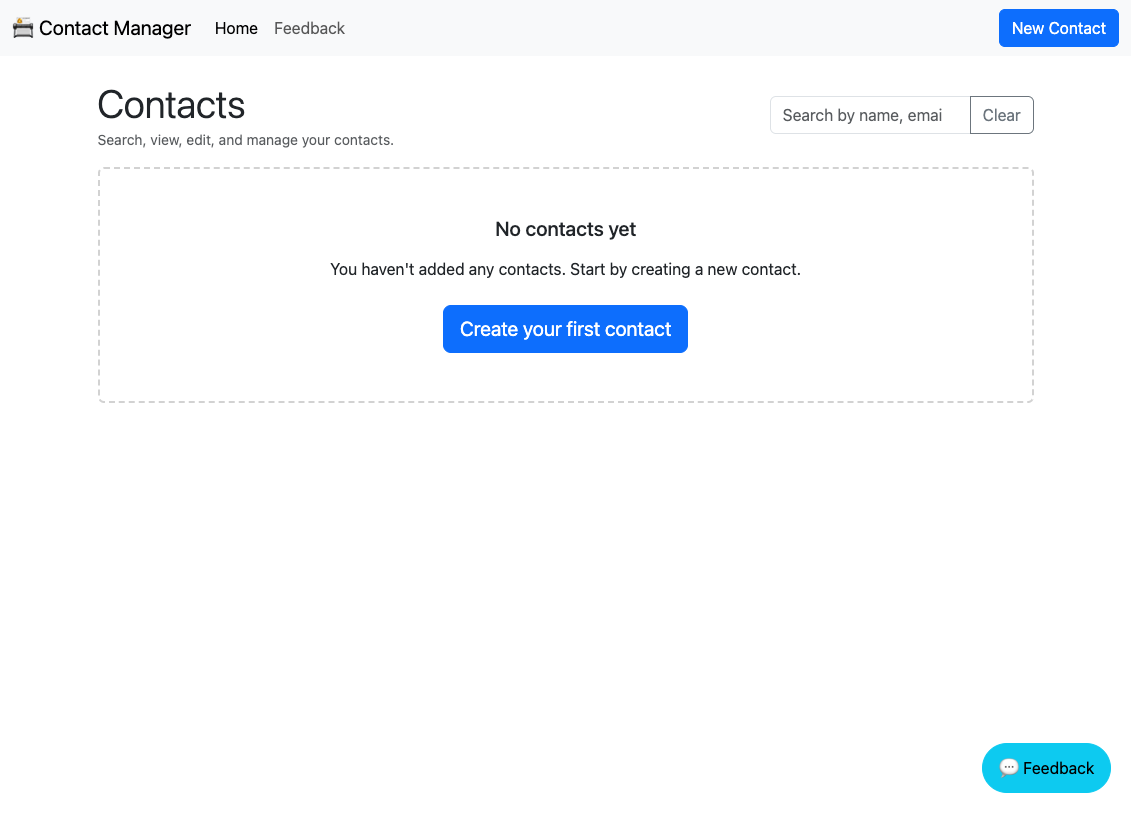 Contact Manager Home Feedback New Contact
Contacts
Search by name, emai Clear
Search, view, edit, and manage your contacts.
No contacts yet
You haven't added any contacts. Start by creating a new contact.
Create your first contact
Feedback